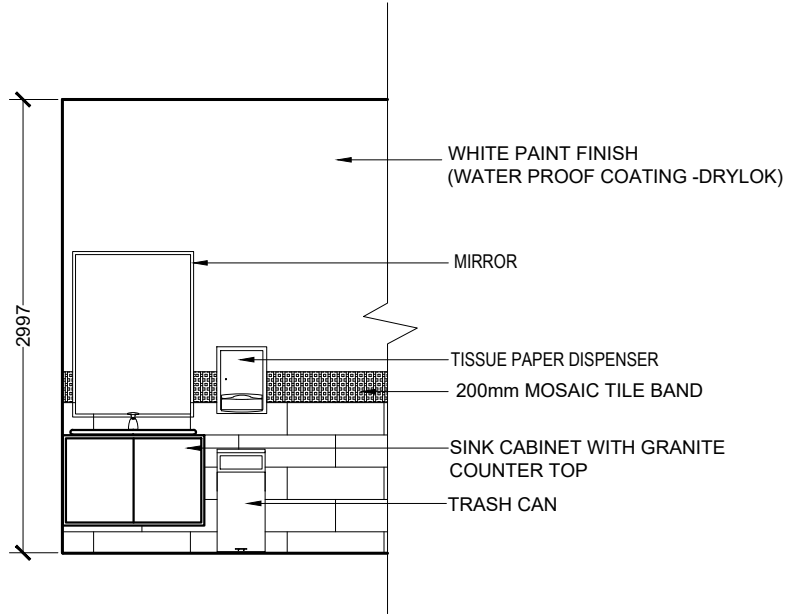 WHITE PAINT FINISH
(WATER PROOF COATING -DRYLOK)
MIRROR
2997
TISSUE PAPER DISPENSER
200mm MOSAIC TILE BAND
SINK CABINET WITH GRANITE
COUNTER TOP
TRASH CAN